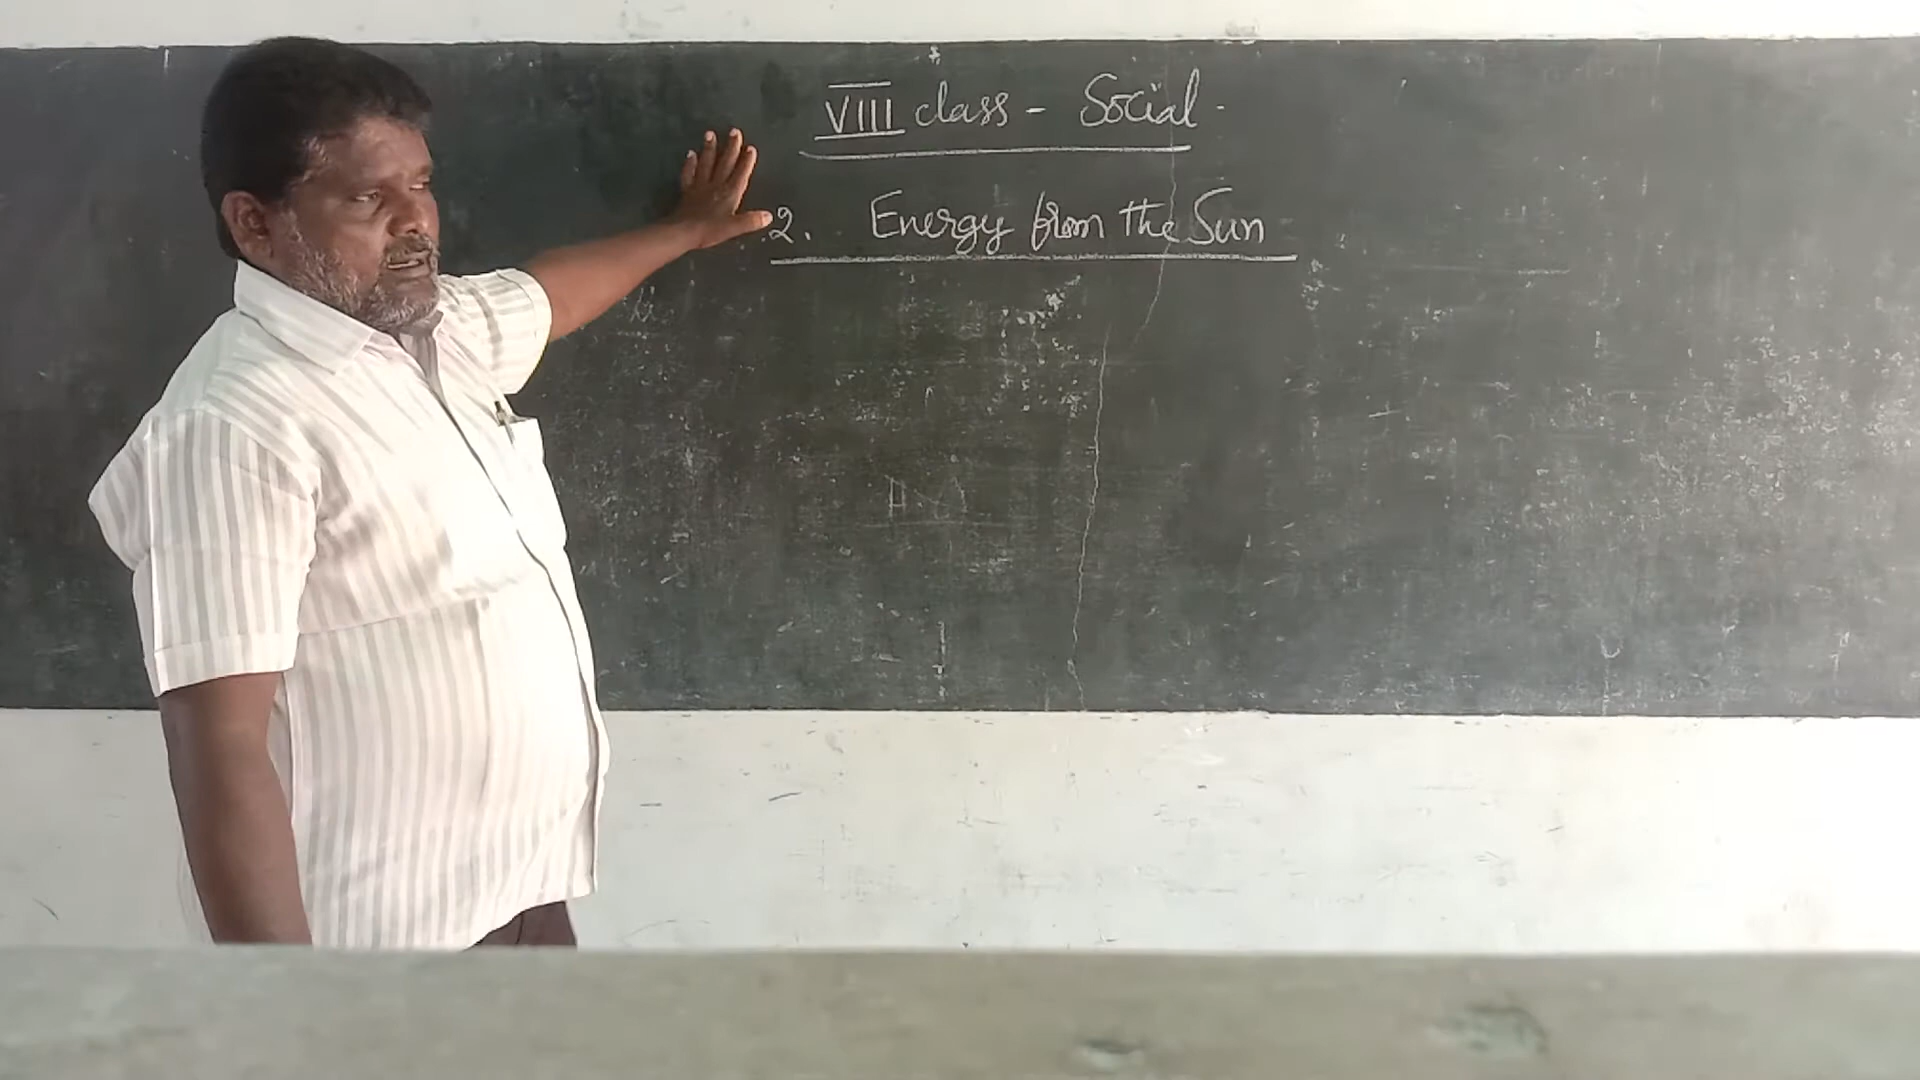 VIII class - Social -
2. Energy from the Sun